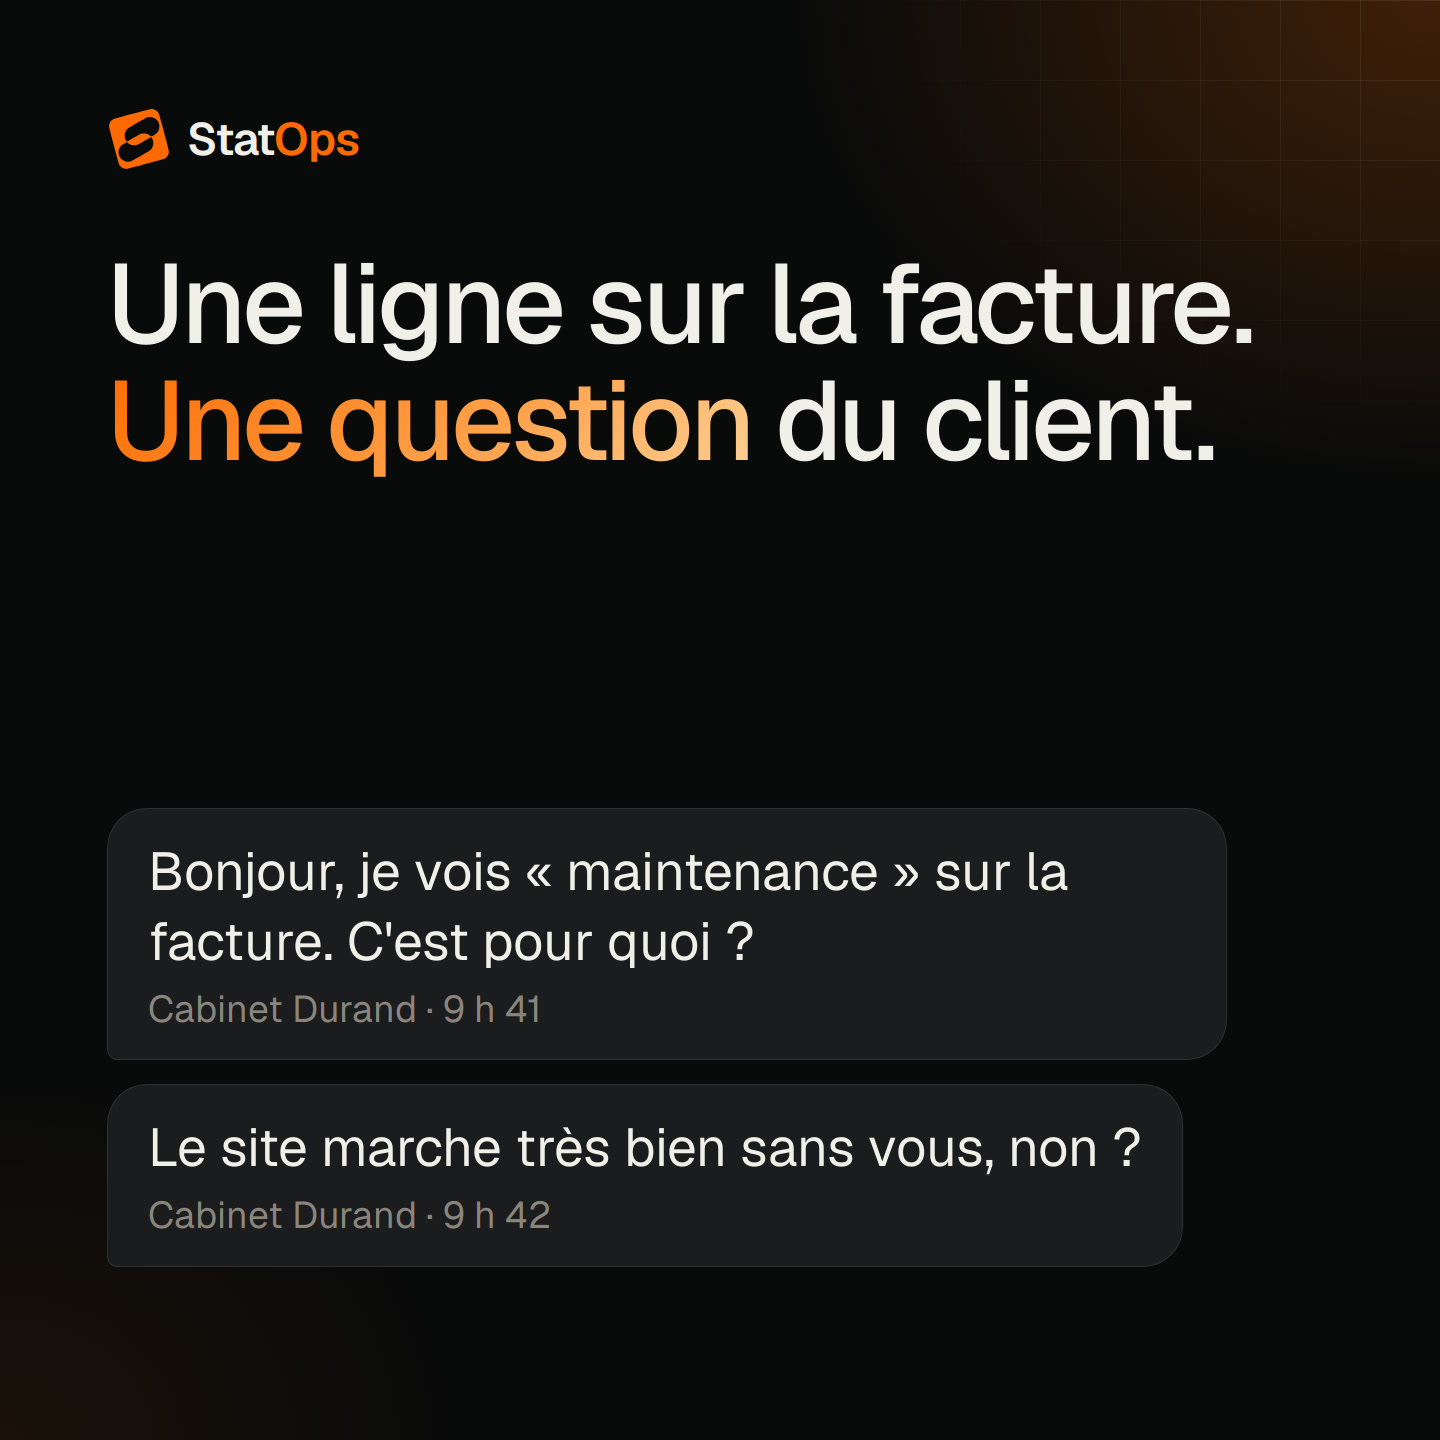 StatOps
Une ligne sur la facture.
Une question du client.
Bonjour, je vois « maintenance » sur la
facture. C'est pour quoi ?
Cabinet Durand · 9 h 41
Le site marche très bien sans vous, non ?
Cabinet Durand · 9 h 42